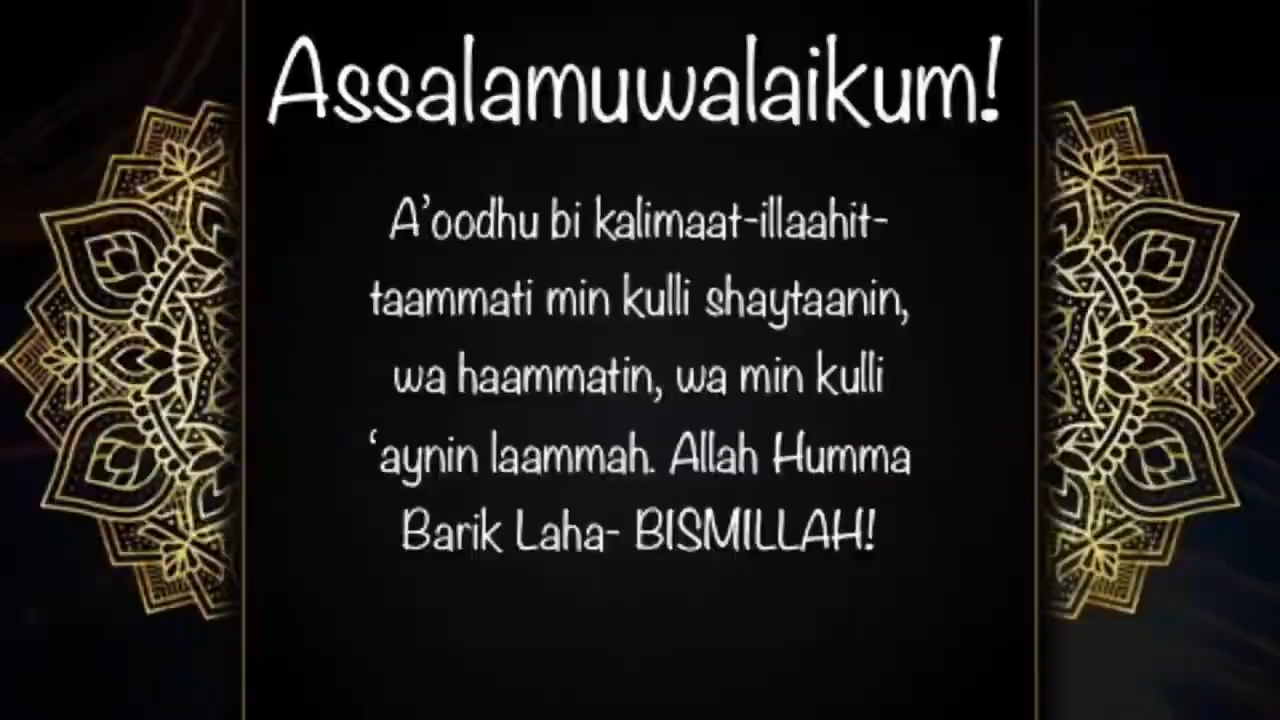 Assalamuwalaikum!
A’oodhu bi kalimaat-illaahit-
taammati min kulli shaytaanin,
wa haammatin, wa min kulli
‘aynin laammah. Allah Humma
Barik Laha- BISMILLAH!